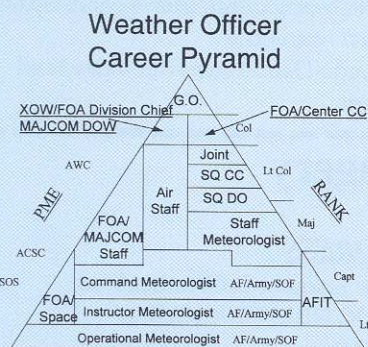 Weather Officer
Career Pyramid
G.O.
XOW/FOA Division Chief
MAJCOM DOW
FOA/Center CC
Col
Joint
Lt Col
AWC
SQ CC
Air
Staff
SQ DO
PME
RANK
FOA/
MAJCOM
Staff
Staff
Meteorologist
Maj
ACSC
SOS
Command Meteorologist AF/Army/SOF
Capt
FOA/
Space
Instructor Meteorologist AF/Army/SOF
AFIT
Lt
Operational Meteorologist AF/Army/SOF